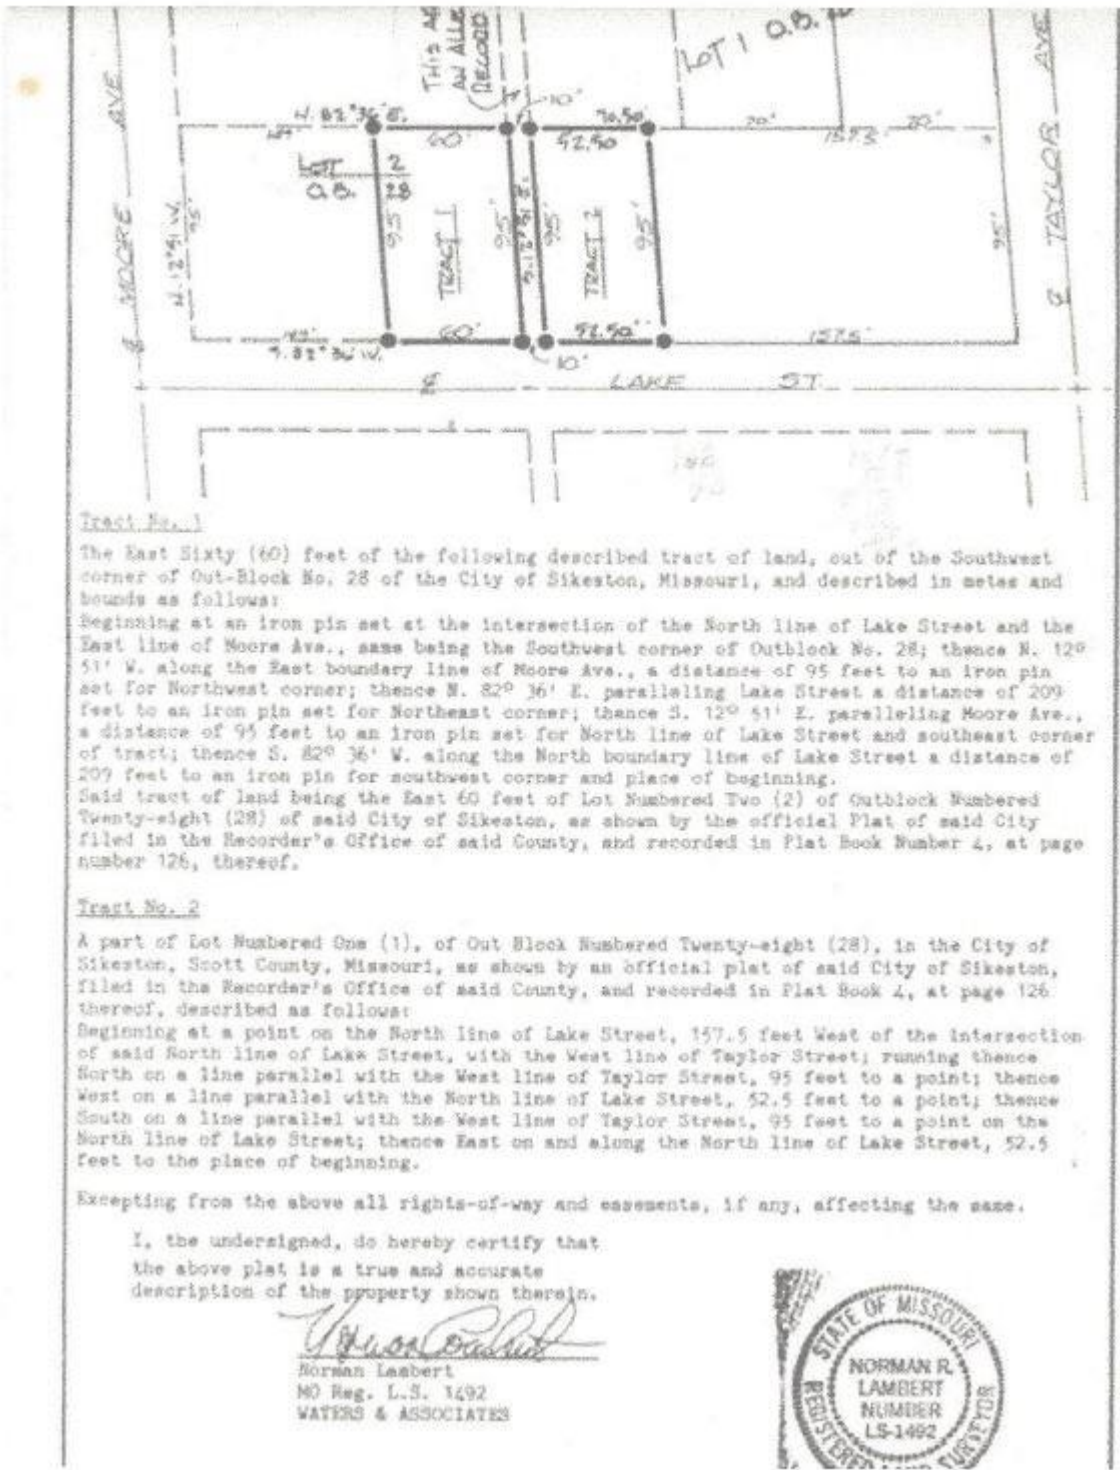 THIS
AN ALLE
RECORD
LOT 1 O.B.
MOORE AVE
℄ TAYLOR AVE
N. 82°36' E.
60'
10'
52.50
70.50'
70'
157.5
20'
LOT 2
O.B. 28
N. 12°51' W.
95'
95
TRACT 1
95'
S. 12°51' E.
95'
TRACT 2
95'
95'
S. 82°36' W.
60'
10'
52.50'
157.5'
℄ LAKE ST.
Tract No. 1
The East Sixty (60) feet of the following described tract of land, out of the Southwest
corner of Out-Block No. 28 of the City of Sikeston, Missouri, and described in metes and
bounds as follows:
Beginning at an iron pin set at the intersection of the North line of Lake Street and the
East line of Moore Ave., same being the Southwest corner of Outblock No. 28; thence N. 12º
51' W. along the East boundary line of Moore Ave., a distance of 95 feet to an iron pin
set for Northwest corner; thence N. 82º 36' E. paralleling Lake Street a distance of 209
feet to an iron pin set for Northeast corner; thance S. 12º 51' E. parelleling Moore Ave.,
a distance of 95 feet to an iron pin set for North line of Lake Street and southeast corner
of tract; thence S. 82º 36' W. along the North boundary line of Lake Street a distance of
209 feet to an iron pin for southwest corner and place of beginning.
Said tract of land being the East 60 feet of Lot Numbered Two (2) of Outblock Numbered
Twenty-eight (28) of said City of Sikeston, as shown by the official Plat of said City
filed in the Recorder's Office of said County, and recorded in Plat Book Number 4, at page
number 126, thereof.
Tract No. 2
A part of Lot Numbered One (1), of Out Block Numbered Twenty-eight (28), in the City of
Sikeston, Scott County, Missouri, as shown by an official plat of said City of Sikeston,
filed in the Recorder's Office of said County, and recorded in Plat Book 4, at page 126
thereof, described as follows:
Beginning at a point on the North line of Lake Street, 157.5 feet West of the intersection
of said North line of Lake Street, with the West line of Taylor Street; running thence
North on a line parallel with the West line of Taylor Street, 95 feet to a point; thence
West on a line parallel with the North line of Lake Street, 52.5 feet to a point; thence
South on a line parallel with the West line of Taylor Street, 95 feet to a point on the
North line of Lake Street; thence East on and along the North line of Lake Street, 52.5
feet to the place of beginning.
Excepting from the above all rights-of-way and easements, if any, affecting the same.
I, the undersigned, do hereby certify that
the above plat is a true and accurate
description of the property shown therein.
Norman Lambert
MO Reg. L.S. 1492
WATERS & ASSOCIATES
STATE OF MISSOURI
NORMAN R.
LAMBERT
NUMBER
LS-1492
REGISTERED LAND SURVEYOR